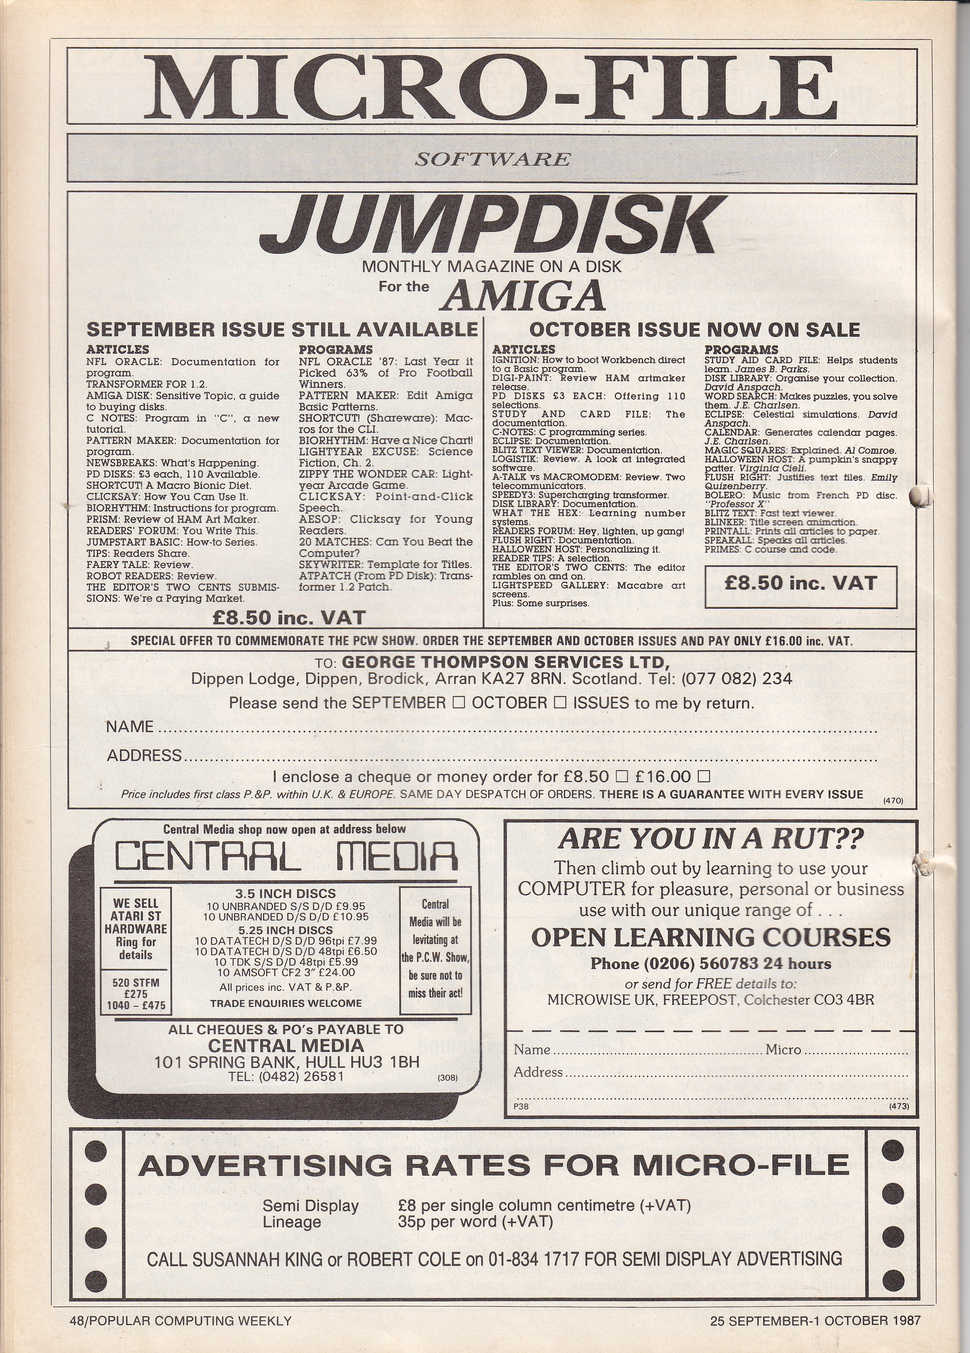 MICRO-FILE
SOFTWARE
JUMPDISK
MONTHLY MAGAZINE ON A DISK
For the AMIGA
SEPTEMBER ISSUE STILL AVAILABLE
ARTICLES
NFL ORACLE: Documentation for
program.
TRANSFORMER FOR 1.2.
AMIGA DISK: Sensitive Topic, a guide
to buying disks.
C NOTES: Program in "C", a new
tutorial.
PATTERN MAKER: Documentation for
program.
NEWSBREAKS: What's Happening.
PD DISKS: £3 each, 110 Available.
SHORTCUT! A Macro Bionic Diet.
CLICKSAY: How You Can Use It.
BIORHYTHM: Instructions for program.
PRISM: Review of HAM Art Maker.
READERS' FORUM: You Write This.
JUMPSTART BASIC: How-to Series.
TIPS: Readers Share.
FAERY TALE: Review.
ROBOT READERS: Review.
THE EDITOR'S TWO CENTS SUBMIS-
SIONS: We're a Paying Market.
PROGRAMS
NFL ORACLE '87: Last Year it
Picked 63% of Pro Football
Winners.
PATTERN MAKER: Edit Amiga
Basic Patterns.
SHORTCUT (Shareware): Mac-
ros for the CLI.
BIORHYTHM: Have a Nice Chart!
LIGHTYEAR EXCUSE: Science
Fiction, Ch. 2.
ZIPPY THE WONDER CAR: Light-
year Arcade Game.
CLICKSAY: Point-and-Click
Speech.
AESOP: Clicksay for Young
Readers.
20 MATCHES: Can You Beat the
Computer?
SKYWRITER: Template for Titles.
ATPATCH (From PD Disk): Trans-
former 1.2 Patch.
£8.50 inc. VAT
OCTOBER ISSUE NOW ON SALE
ARTICLES
IGNITION: How to boot Workbench direct
to a Basic program.
DIGI-PAINT: Review HAM artmaker
release.
PD DISKS £3 EACH: Offering 110
selections.
STUDY AND CARD FILE: The
documentation.
C-NOTES: C programming series.
ECLIPSE: Documentation.
BLITZ TEXT VIEWER: Documentation.
LOGISTIK: Review. A look at integrated
software.
A-TALK vs MACROMODEM: Review. Two
telecommunicators.
SPEEDY3: Supercharging transformer.
DISK LIBRARY: Documentation.
WHAT THE HEX: Learning number
systems.
READERS FORUM: Hey, lighten, up gang!
FLUSH RIGHT: Documentation.
HALLOWEEN HOST: Personalizing it.
READER TIPS: A selection.
THE EDITOR'S TWO CENTS: The editor
rambles on and on.
LIGHTSPEED GALLERY: Macabre art
screens.
Plus: Some surprises.
PROGRAMS
STUDY AID CARD FILE: Helps students
learn. James B. Parks.
DISK LIBRARY: Organise your collection.
David Anspach.
WORD SEARCH: Makes puzzles, you solve
them. J.E. Charlsen.
ECLIPSE: Celestial simulations. David
Anspach.
CALENDAR: Generates calendar pages.
J.E. Charlsen.
MAGIC SQUARES: Explained. Al Comroe.
HALLOWEEN HOST: A pumpkin's snappy
patter. Virginia Cieli.
FLUSH RIGHT: Justifies text files. Emily
Quizenberry.
BOLERO: Music from French PD disc.
"Professor X"
BLITZ TEXT: Fast text viewer.
BLINKER: Title screen animation.
PRINTALL: Prints all articles to paper.
SPEAKALL: Speaks all articles.
PRIMES: C course and code.
£8.50 inc. VAT
SPECIAL OFFER TO COMMEMORATE THE PCW SHOW. ORDER THE SEPTEMBER AND OCTOBER ISSUES AND PAY ONLY £16.00 inc. VAT.
TO: GEORGE THOMPSON SERVICES LTD,
Dippen Lodge, Dippen, Brodick, Arran KA27 8RN. Scotland. Tel: (077 082) 234
Please send the SEPTEMBER ☐ OCTOBER ☐ ISSUES to me by return.
NAME
ADDRESS
I enclose a cheque or money order for £8.50 ☐ £16.00 ☐
Price includes first class P.&P. within U.K. & EUROPE. SAME DAY DESPATCH OF ORDERS. THERE IS A GUARANTEE WITH EVERY ISSUE
(470)
Central Media shop now open at address below
CENTRAL MEDIA
WE SELL
ATARI ST
HARDWARE
Ring for
details
520 STFM
£275
1040 – £475
3.5 INCH DISCS
10 UNBRANDED S/S D/D £9.95
10 UNBRANDED D/S D/D £10.95
5.25 INCH DISCS
10 DATATECH D/S D/D 96tpi £7.99
10 DATATECH D/S D/D 48tpi £6.50
10 TDK S/S D/D 48tpi £5.99
10 AMSOFT CF2 3" £24.00
All prices inc. VAT & P.&P.
TRADE ENQUIRIES WELCOME
Central
Media will be
levitating at
the P.C.W. Show,
be sure not to
miss their act!
ALL CHEQUES & PO's PAYABLE TO
CENTRAL MEDIA
101 SPRING BANK, HULL HU3 1BH
TEL: (0482) 26581
(308)
ARE YOU IN A RUT??
Then climb out by learning to use your
COMPUTER for pleasure, personal or business
use with our unique range of . . .
OPEN LEARNING COURSES
Phone (0206) 560783 24 hours
or send for FREE details to:
MICROWISE UK, FREEPOST, Colchester CO3 4BR
Name Micro
Address
P38 (473)
ADVERTISING RATES FOR MICRO-FILE
Semi Display £8 per single column centimetre (+VAT)
Lineage 35p per word (+VAT)
CALL SUSANNAH KING or ROBERT COLE on 01-834 1717 FOR SEMI DISPLAY ADVERTISING
48/POPULAR COMPUTING WEEKLY
25 SEPTEMBER-1 OCTOBER 1987